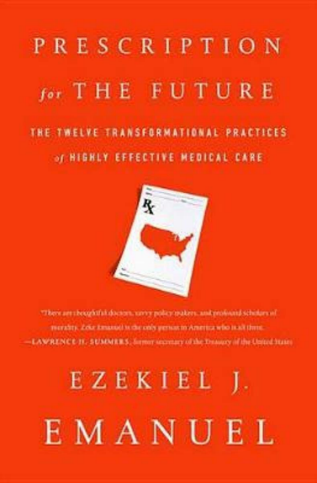 PRESCRIPTION
for THE FUTURE
THE TWELVE TRANSFORMATIONAL PRACTICES
of HIGHLY EFFECTIVE MEDICAL CARE
Rx
"There are thoughtful doctors, savvy policy makers, and profound scholars of
morality. Zeke Emanuel is the only person in America who is all three.
—LAWRENCE H. SUMMERS, former secretary of the Treasury of the United States
EZEKIEL J.
EMANUEL